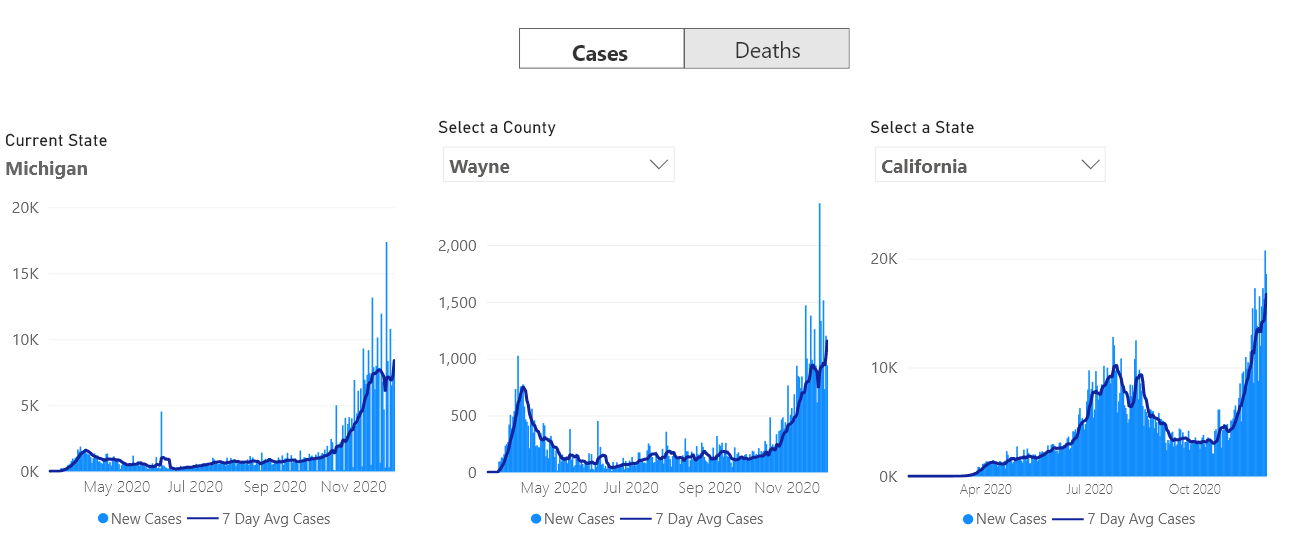 Cases Deaths
Current State
Michigan
20K
15K
10K
5K
0K
May 2020 Jul 2020 Sep 2020 Nov 2020
New Cases 7 Day Avg Cases
Select a County
Wayne
2,000
1,500
1,000
500
0
May 2020 Jul 2020 Sep 2020 Nov 2020
New Cases 7 Day Avg Cases
Select a State
California
20K
10K
0K
Apr 2020 Jul 2020 Oct 2020
New Cases 7 Day Avg Cases